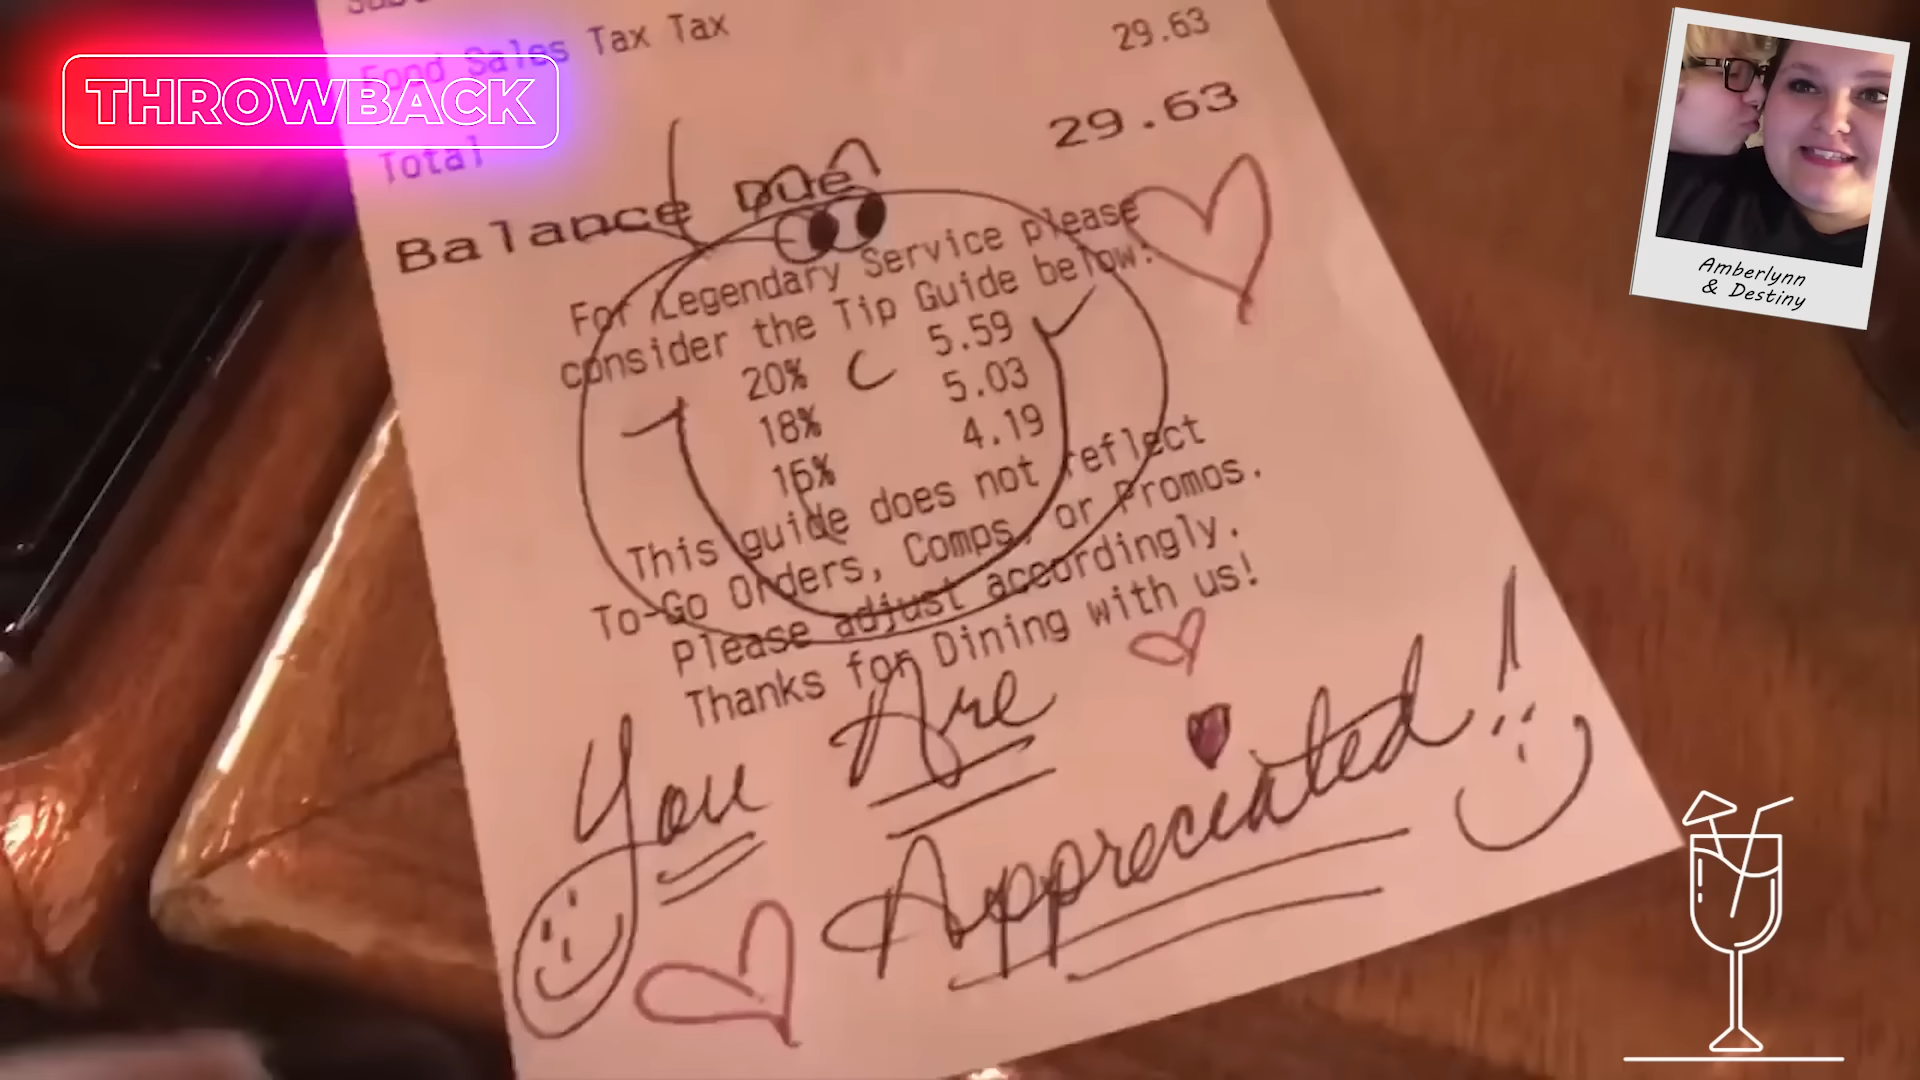 THROWBACK
Food Sales Tax Tax
29.63
Total
29.63
Balance Due
For Legendary Service please
consider the Tip Guide below:
20% 5.59
18% 5.03
15% 4.19
This guide does not reflect
To-Go Orders, Comps, or Promos.
Please adjust accordingly.
Thanks for Dining with us!
You Are
Appreciated!
Amberlynn
& Destiny